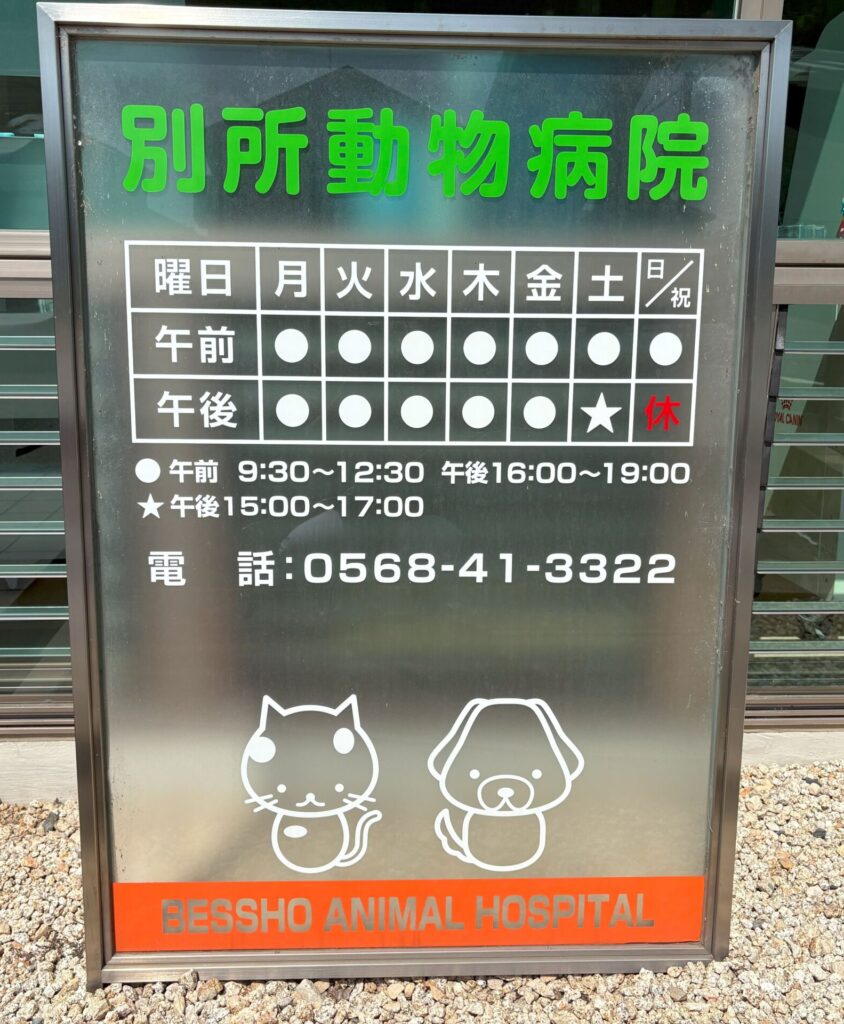 別所動物病院
曜日 月 火 水 木 金 土 日/祝
午前 ● ● ● ● ● ● ●
午後 ● ● ● ● ● ★ 休
●午前 9:30〜12:30 午後16:00〜19:00
★午後15:00〜17:00
電 話:0568-41-3322
BESSHO ANIMAL HOSPITAL